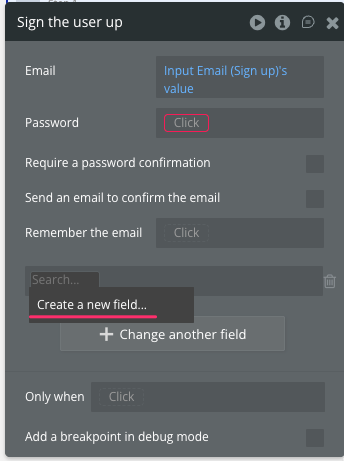 Sign the user up
Email
Input Email (Sign up)'s
value
Password
Click
Require a password confirmation
Send an email to confirm the email
Remember the email
Click
Search...
Create a new field...
Change another field
Only when
Click
Add a breakpoint in debug mode